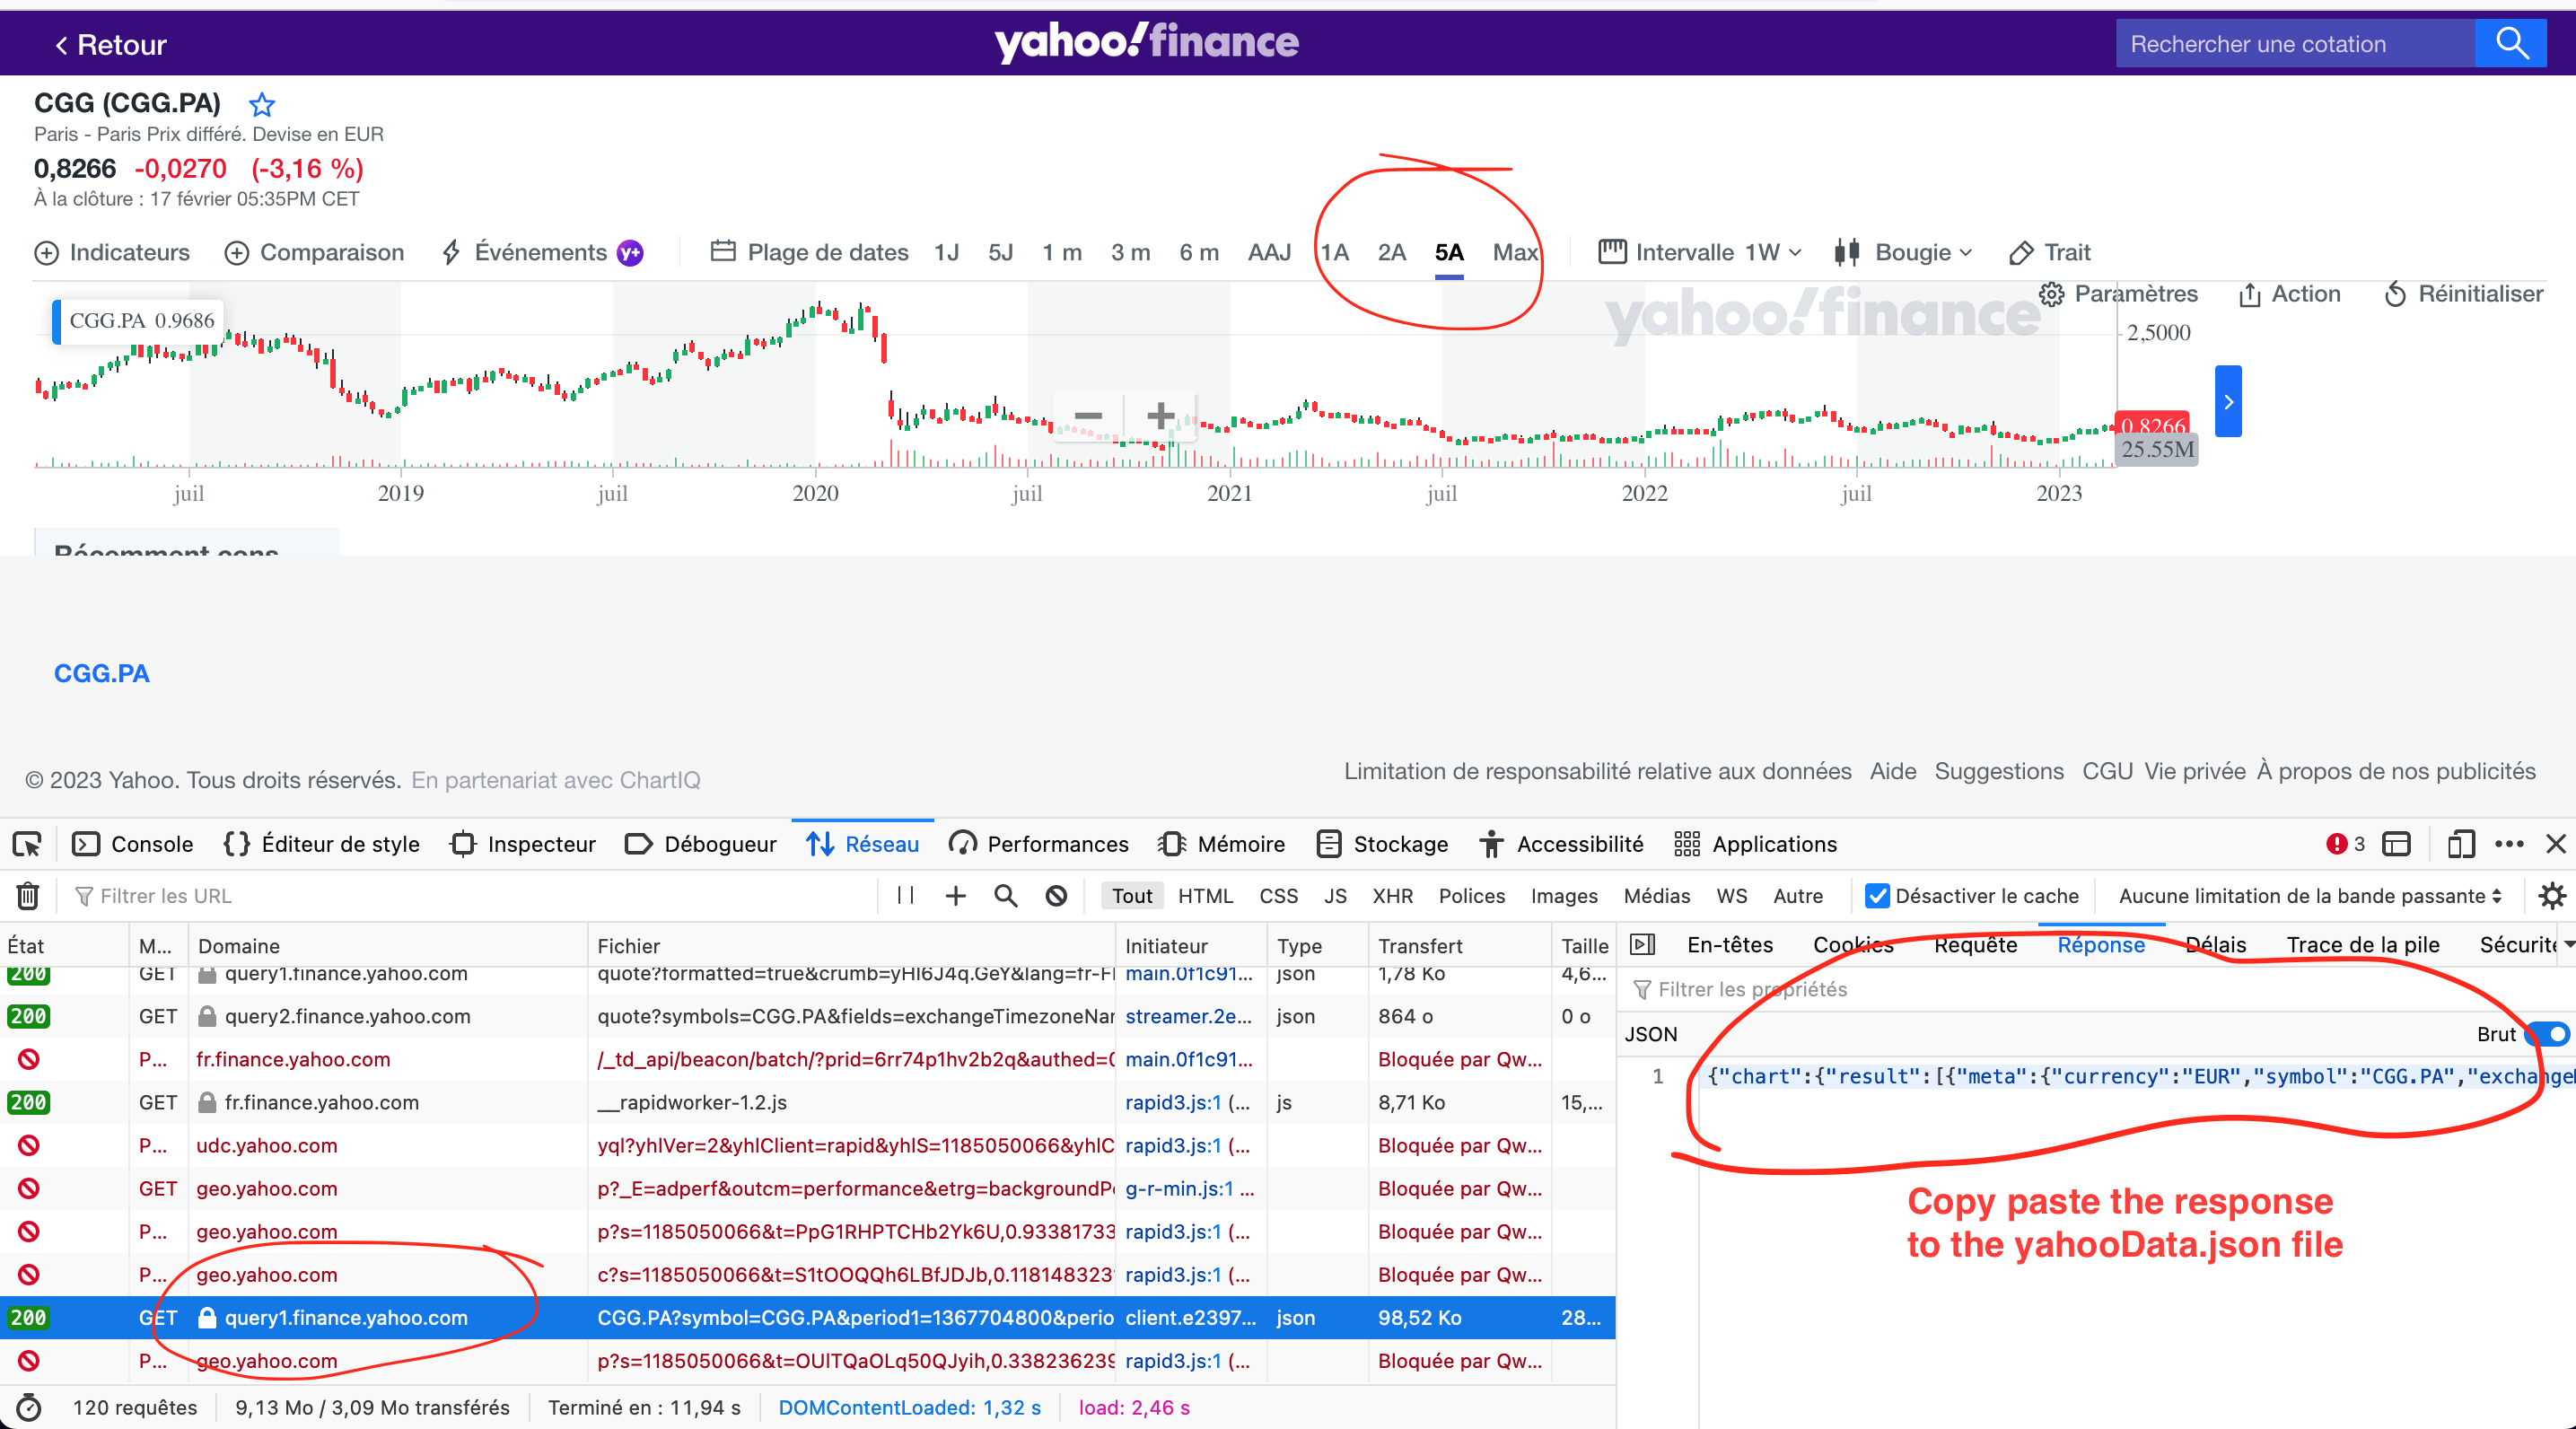 Retour
yahoo!finance
Rechercher une cotation
CGG (CGG.PA)
Paris - Paris Prix différé. Devise en EUR
0,8266 -0,0270 (-3,16 %)
À la clôture : 17 février 05:35PM CET
Indicateurs Comparaison Événements y+ Plage de dates 1J 5J 1 m 3 m 6 m AAJ 1A 2A 5A Max Intervalle 1W Bougie Trait
Paramètres Action Réinitialiser
CGG.PA 0.9686
yahoo!finance
2,5000
0.8266
25.55M
juil 2019 juil 2020 juil 2021 juil 2022 juil 2023
Récemment cons
CGG.PA
© 2023 Yahoo. Tous droits réservés. En partenariat avec ChartIQ
Limitation de responsabilité relative aux données Aide Suggestions CGU Vie privée À propos de nos publicités
Console Éditeur de style Inspecteur Débogueur Réseau Performances Mémoire Stockage Accessibilité Applications 3
Filtrer les URL Tout HTML CSS JS XHR Polices Images Médias WS Autre Désactiver le cache Aucune limitation de la bande passante
État M... Domaine Fichier Initiateur Type Transfert Taille
200 GET query1.finance.yahoo.com quote?formatted=true&crumb=yHl6J4q.GeY&lang=fr-F main.0f1c91... json 1,78 Ko 4,6...
200 GET query2.finance.yahoo.com quote?symbols=CGG.PA&fields=exchangeTimezoneNar streamer.2e... json 864 o 0 o
P... fr.finance.yahoo.com /_td_api/beacon/batch/?prid=6rr74p1hv2b2q&authed=0 main.0f1c91... Bloquée par Qw...
200 GET fr.finance.yahoo.com __rapidworker-1.2.js rapid3.js:1 (... js 8,71 Ko 15,...
P... udc.yahoo.com yql?yhlVer=2&yhlClient=rapid&yhlS=1185050066&yhlC rapid3.js:1 (... Bloquée par Qw...
GET geo.yahoo.com p?_E=adperf&outcm=performance&etrg=backgroundP g-r-min.js:1 ... Bloquée par Qw...
P... geo.yahoo.com p?s=1185050066&t=PpG1RHPTCHb2Yk6U,0.93381733 rapid3.js:1 (... Bloquée par Qw...
P... geo.yahoo.com c?s=1185050066&t=S1tOOQQh6LBfJDJb,0.118148323 rapid3.js:1 (... Bloquée par Qw...
200 GET query1.finance.yahoo.com CGG.PA?symbol=CGG.PA&period1=1367704800&perio client.e2397... json 98,52 Ko 28...
P... geo.yahoo.com p?s=1185050066&t=OUlTQaOLq50QJyih,0.338236239 rapid3.js:1 (... Bloquée par Qw...
120 requêtes 9,13 Mo / 3,09 Mo transférés Terminé en : 11,94 s DOMContentLoaded: 1,32 s load: 2,46 s
En-têtes Cookies Requête Réponse Délais Trace de la pile Sécurité
Filtrer les propriétés
JSON Brut
1 {"chart":{"result":[{"meta":{"currency":"EUR","symbol":"CGG.PA","exchange
Copy paste the response
to the yahooData.json file